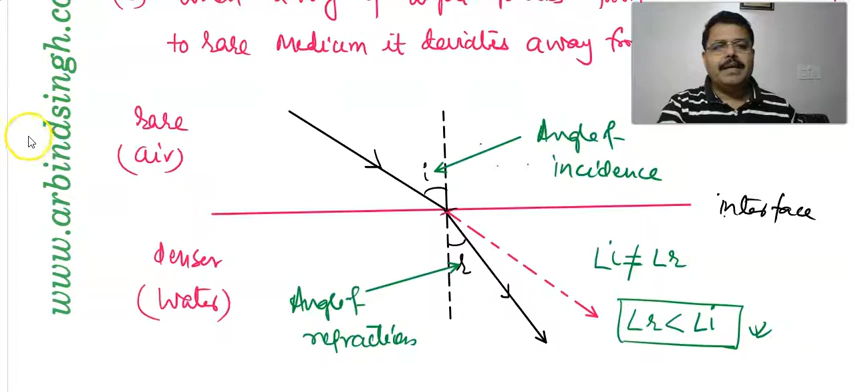 to rare medium it deviates away from
www.arbindsingh.co
rare
(air)
i
Angle of
incidence
interface
denser
(Water)
r
Angle of
refraction
∠i ≠ ∠r
∠r < ∠i